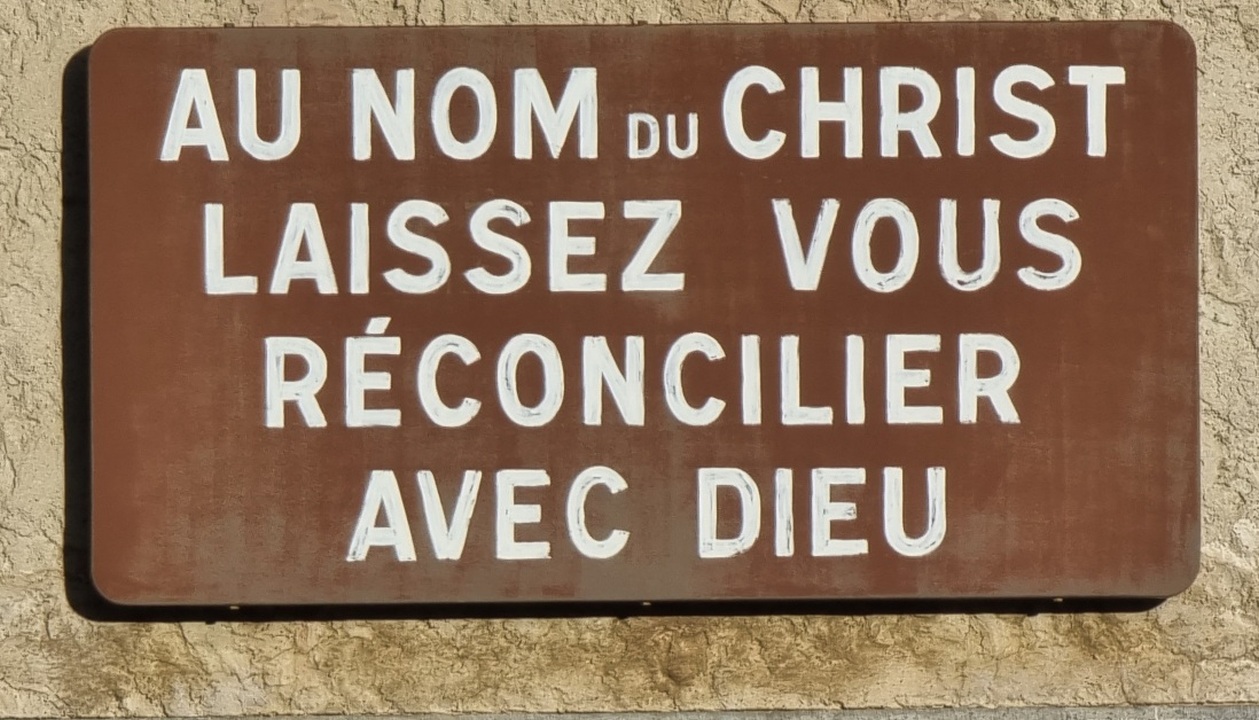 AU NOM DU CHRIST
LAISSEZ VOUS
RÉCONCILIER
AVEC DIEU